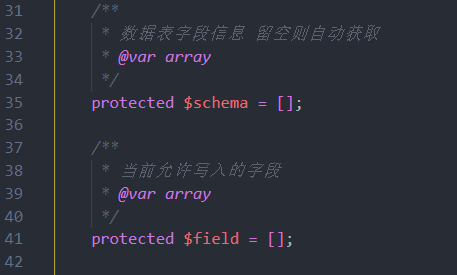 31 /**
32  * 数据表字段信息 留空则自动获取
33  * @var array
34  */
35 protected $schema = [];
36
37 /**
38  * 当前允许写入的字段
39  * @var array
40  */
41 protected $field = [];
42